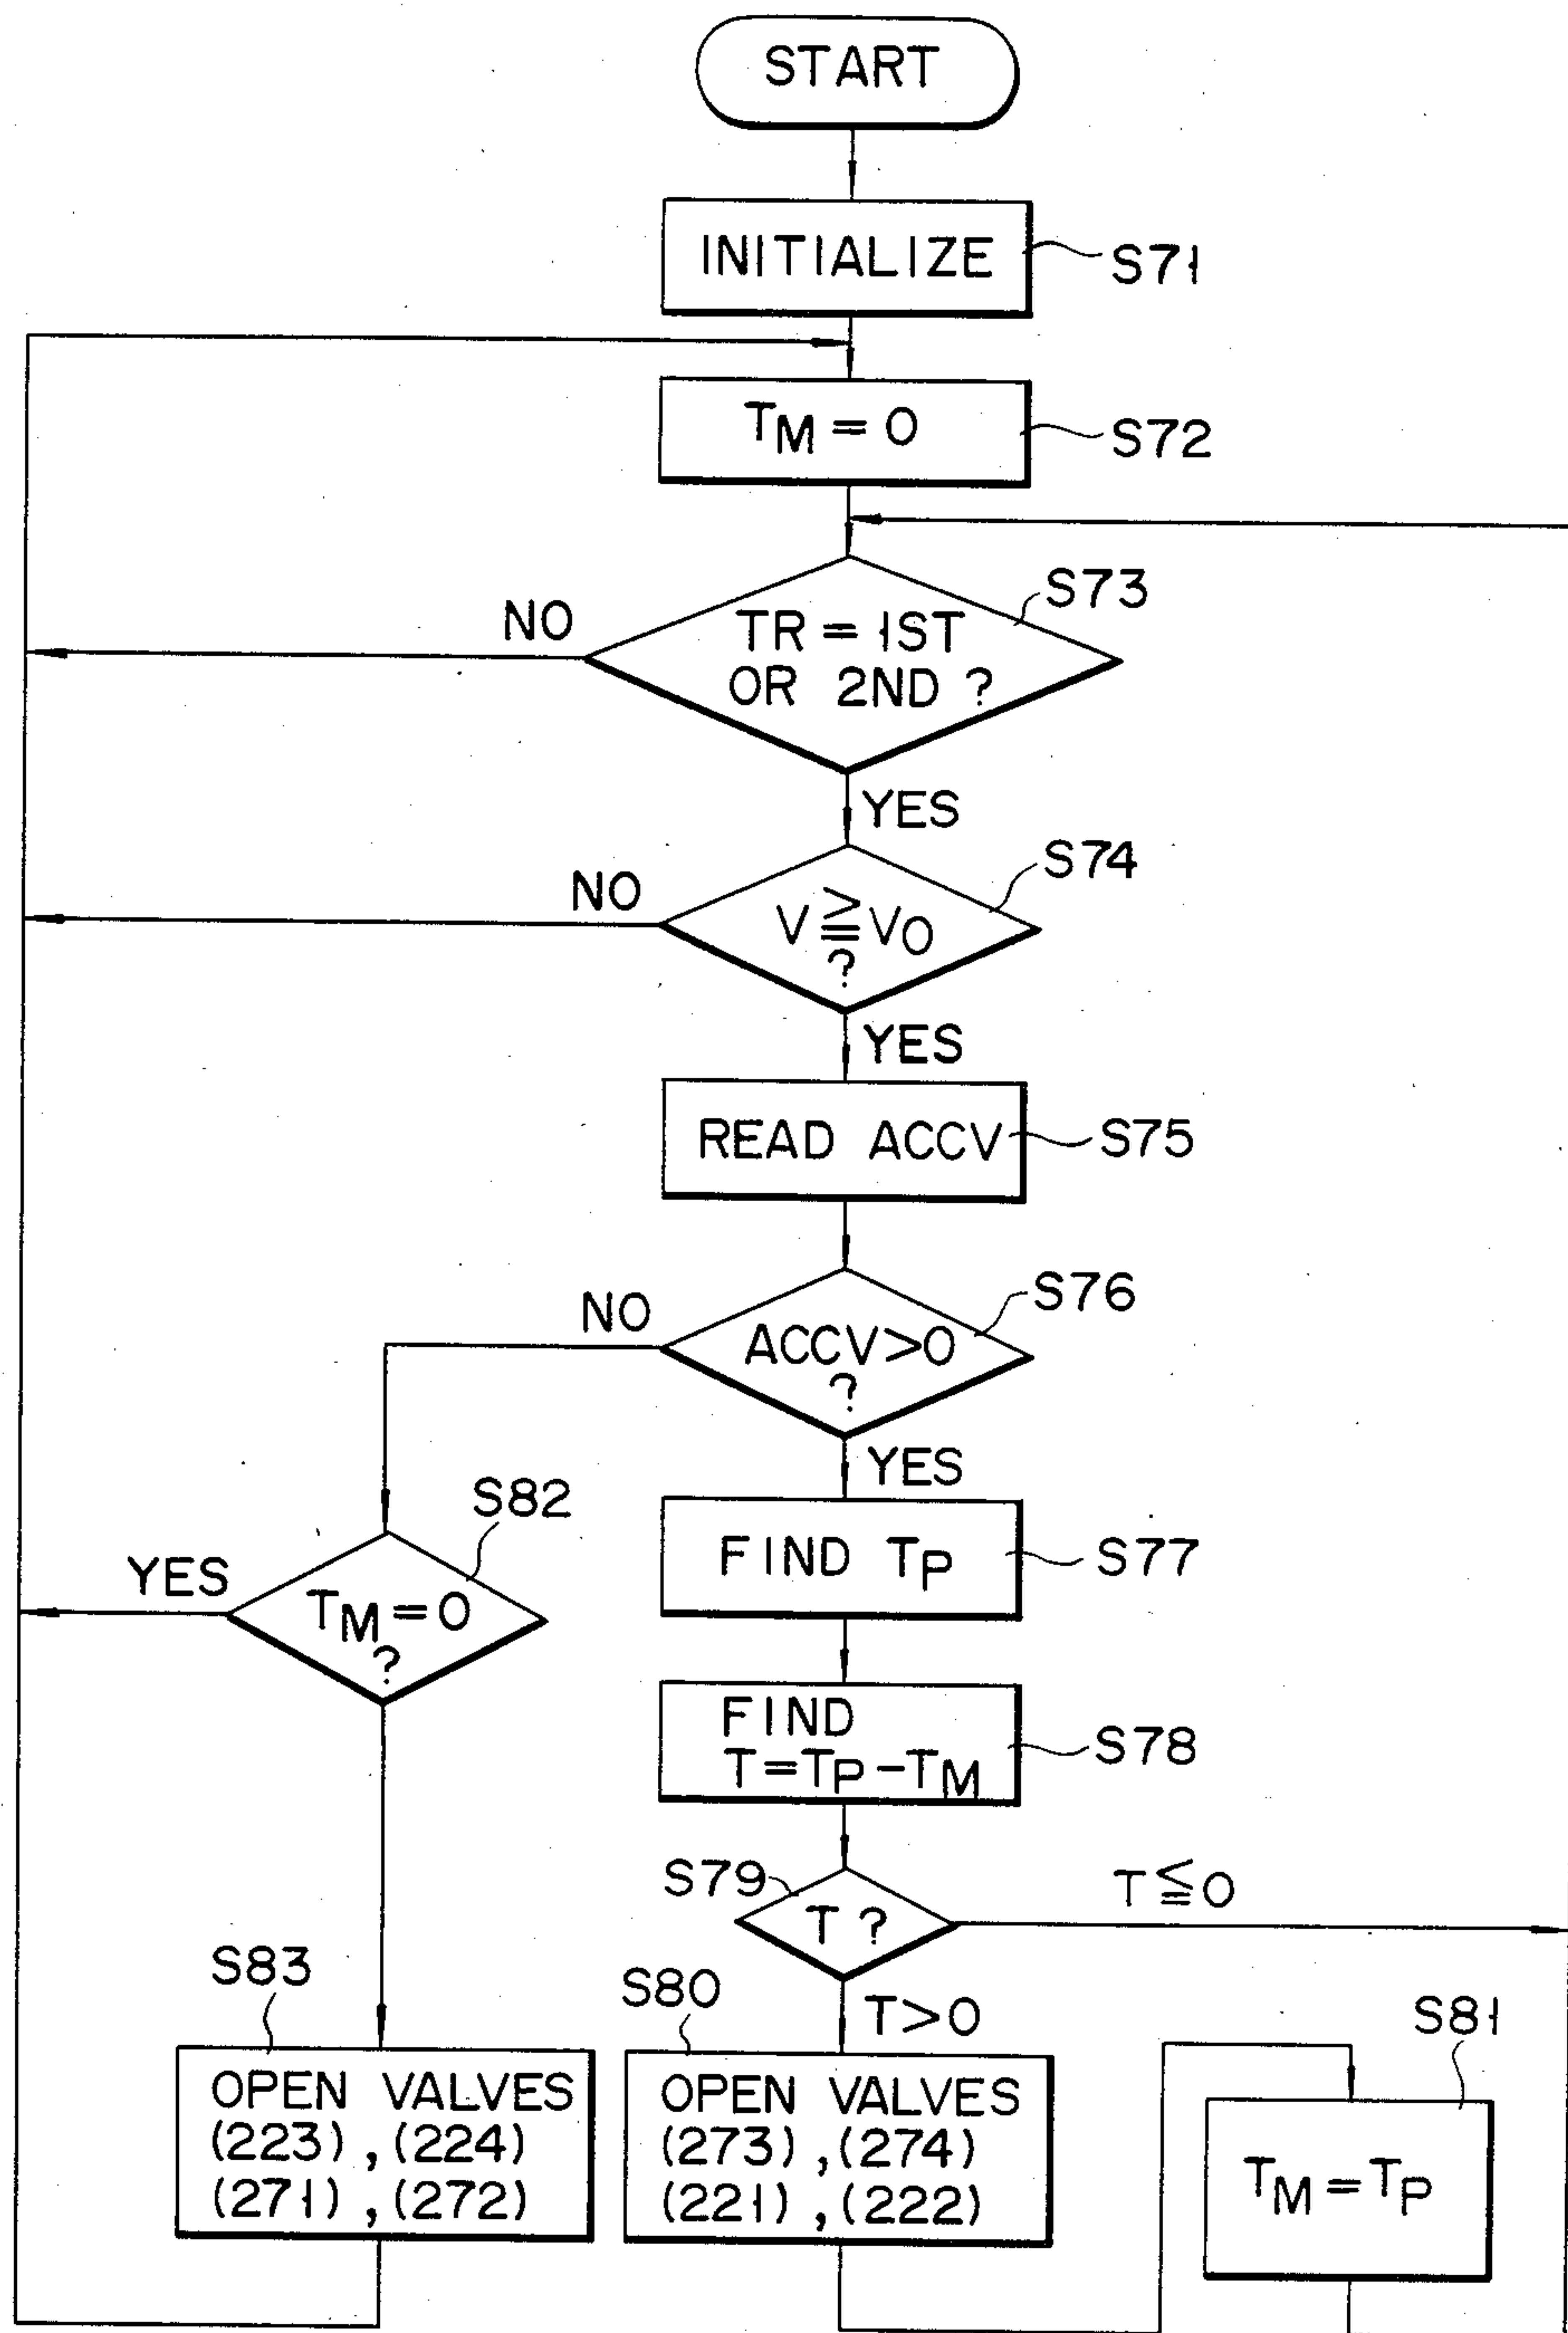 START
INITIALIZE
S71
TM = 0
S72
S73
NO
TR = 1ST
OR 2ND ?
YES
S74
NO
V ≧ V0
?
YES
READ ACCV
S75
S76
NO
ACCV>0
?
YES
S82
FIND TP
S77
YES
TM = 0
?
FIND
T = TP - TM
S78
S79
T ?
T ≦ 0
S83
S80
T > 0
S81
OPEN VALVES
(223), (224)
(271), (272)
OPEN VALVES
(273), (274)
(221), (222)
TM = TP